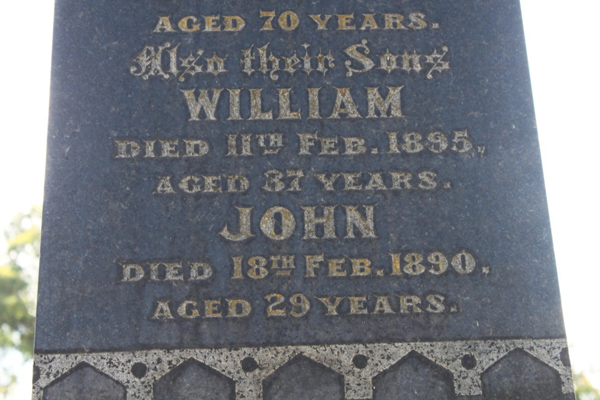 AGED 70 YEARS.
Also their Sons
WILLIAM
DIED 11TH FEB. 1895,
AGED 37 YEARS.
JOHN
DIED 18TH FEB. 1890,
AGED 29 YEARS.